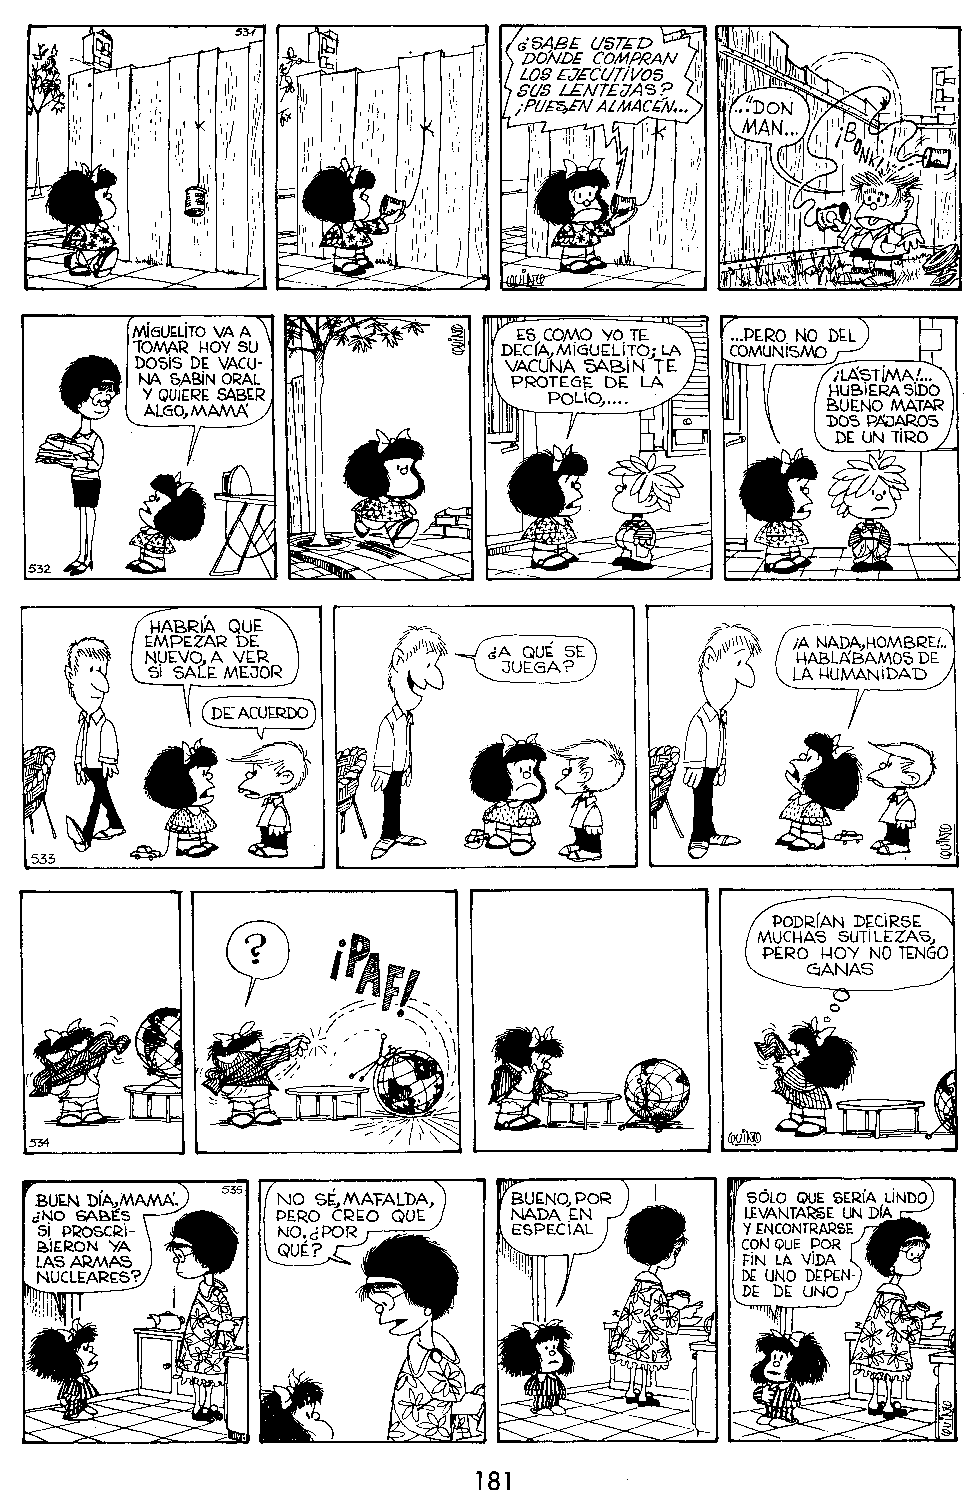 531
¿SABE USTED
DÓNDE COMPRAN
LOS EJECUTIVOS
SUS LENTEJAS?
¡PUES,EN ALMACÉN...
QUINO
..."DON
MAN...
¡BONK!
MIGUELITO VA A
TOMAR HOY SU
DOSIS DE VACU-
NA SABIN ORAL
Y QUIERE SABER
ALGO, MAMÁ
532
QUINO
ES COMO YO TE
DECÍA, MIGUELITO; LA
VACUNA SABIN TE
PROTEGE DE LA
POLIO,....
...PERO NO DEL
COMUNISMO
¡LÁSTIMA!...
HUBIERA SIDO
BUENO MATAR
DOS PÁJAROS
DE UN TIRO
HABRÍA QUE
EMPEZAR DE
NUEVO, A VER
SI SALE MEJOR
DE ACUERDO
533
¿A QUÉ SE
JUEGA?
¡A NADA, HOMBRE!..
HABLÁBAMOS DE
LA HUMANIDAD
QUINO
534
?
¡PAF!
PODRÍAN DECIRSE
MUCHAS SUTILEZAS,
PERO HOY NO TENGO
GANAS
QUINO
535
BUEN DÍA, MAMÁ.
¿NO SABÉS
SI PROSCRI-
BIERON YA
LAS ARMAS
NUCLEARES?
NO SÉ, MAFALDA,
PERO CREO QUE
NO. ¿POR
QUÉ?
BUENO, POR
NADA EN
ESPECIAL
SÓLO QUE SERÍA LINDO
LEVANTARSE UN DÍA
Y ENCONTRARSE
CON QUE POR
FIN LA VIDA
DE UNO DEPEN-
DE DE UNO
QUINO
181